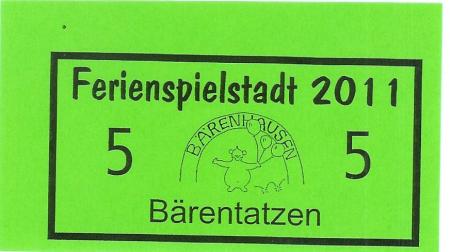 Ferienspielstadt 2011
BÄRENHAUSEN
5 5
Bärentatzen